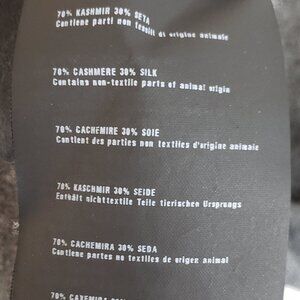 70% KASHMIR 30% SETA
Contiene parti non tessili di origine animale
70% CASHMERE 30% SILK
Contains non-textile parts of animal origin
70% CACHEMIRE 30% SOIE
Contient des parties non textiles d'origine animale
70% KASCHMIR 30% SEIDE
Enthält nichttextile Teile tierischen Ursprungs
70% CACHEMIRA 30% SEDA
Contiene partes no textiles de origen animal
70% CAXEMIRA